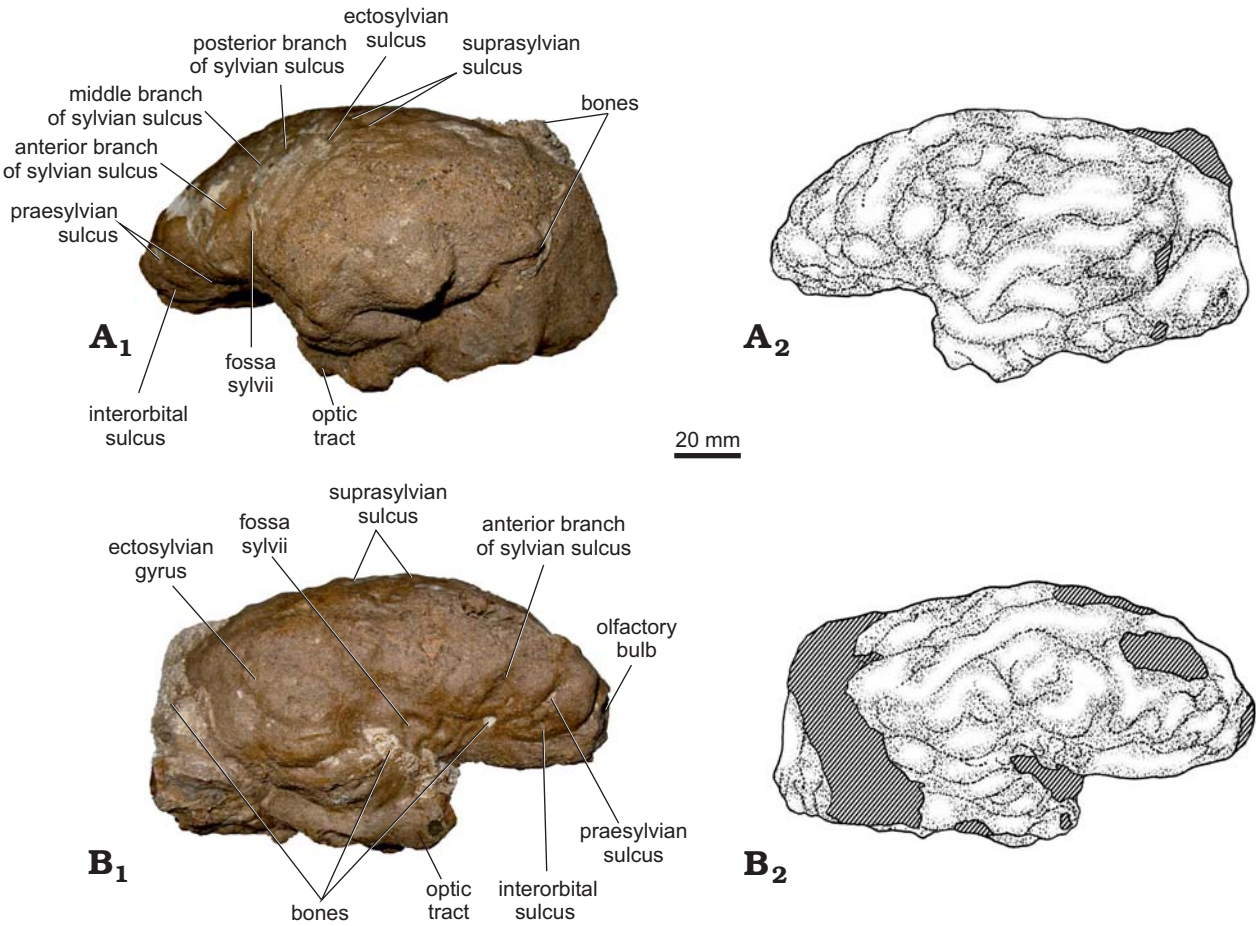 ectosylvian
sulcus
posterior branch
of sylvian sulcus
suprasylvian
sulcus
middle branch
of sylvian sulcus
bones
anterior branch
of sylvian sulcus
praesylvian
sulcus
A1
A2
fossa
sylvii
interorbital
sulcus
optic
tract
20 mm
suprasylvian
sulcus
fossa
sylvii
anterior branch
of sylvian sulcus
ectosylvian
gyrus
olfactory
bulb
praesylvian
sulcus
B1
B2
optic
tract
interorbital
sulcus
bones